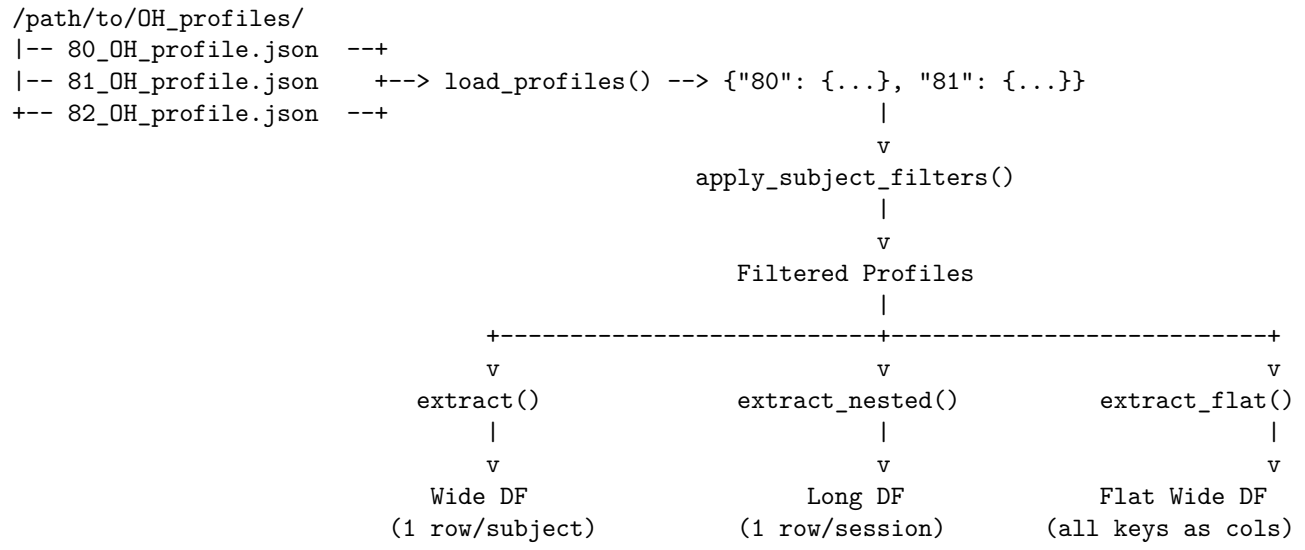 /path/to/OH_profiles/
|-- 80_OH_profile.json --+
|-- 81_OH_profile.json +--> load_profiles() --> {"80": {...}, "81": {...}}
+-- 82_OH_profile.json --+ |
v
apply_subject_filters()
|
v
Filtered Profiles
|
+---------------------------+---------------------------+
v v v
extract() extract_nested() extract_flat()
| | |
v v v
Wide DF Long DF Flat Wide DF
(1 row/subject) (1 row/session) (all keys as cols)